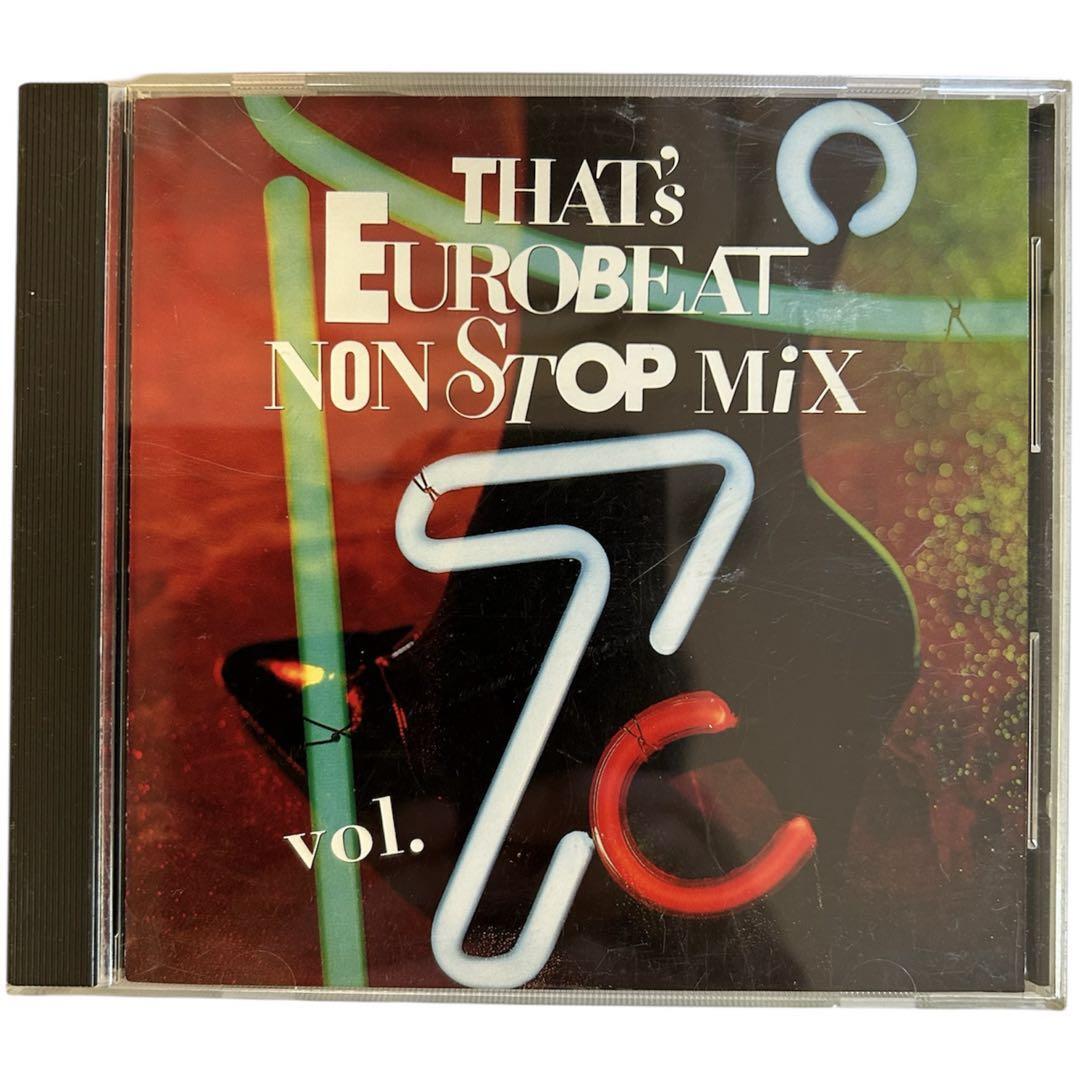 THAT's
EUROBEAT
NON STOP MiX
vol. 7